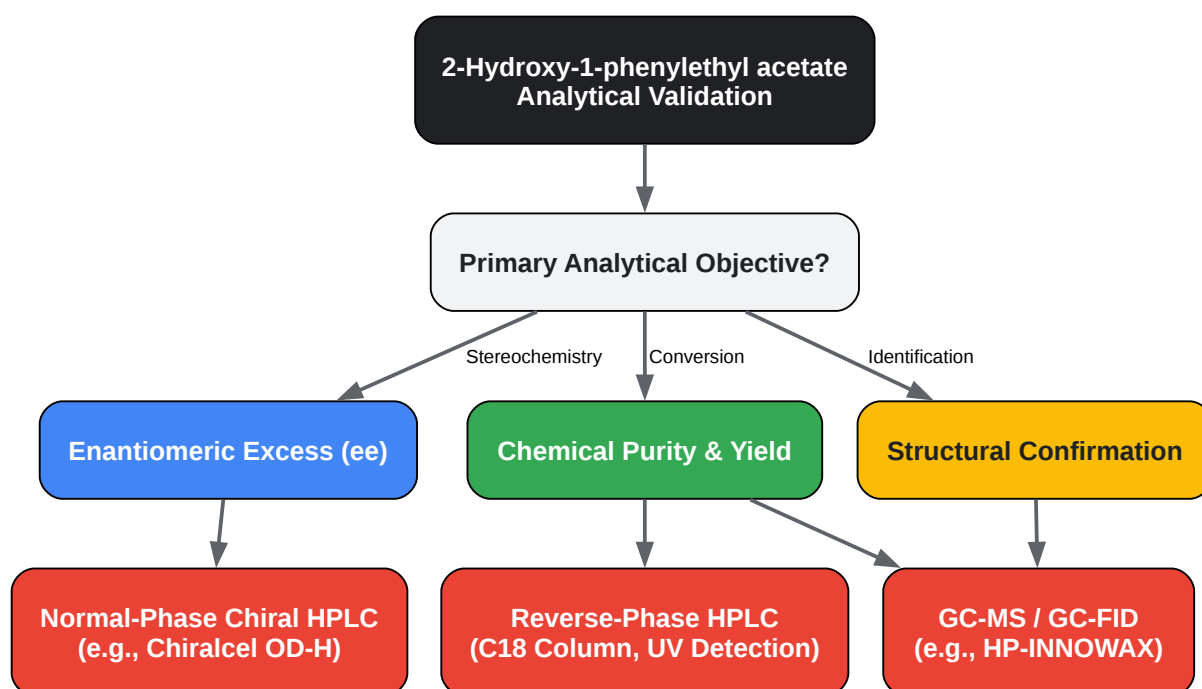 2-Hydroxy-1-phenylethyl acetate
Analytical Validation
Primary Analytical Objective?
Stereochemistry
Conversion
Identification
Enantiomeric Excess (ee)
Chemical Purity & Yield
Structural Confirmation
Normal-Phase Chiral HPLC
(e.g., Chiralcel OD-H)
Reverse-Phase HPLC
(C18 Column, UV Detection)
GC-MS / GC-FID
(e.g., HP-INNOWAX)